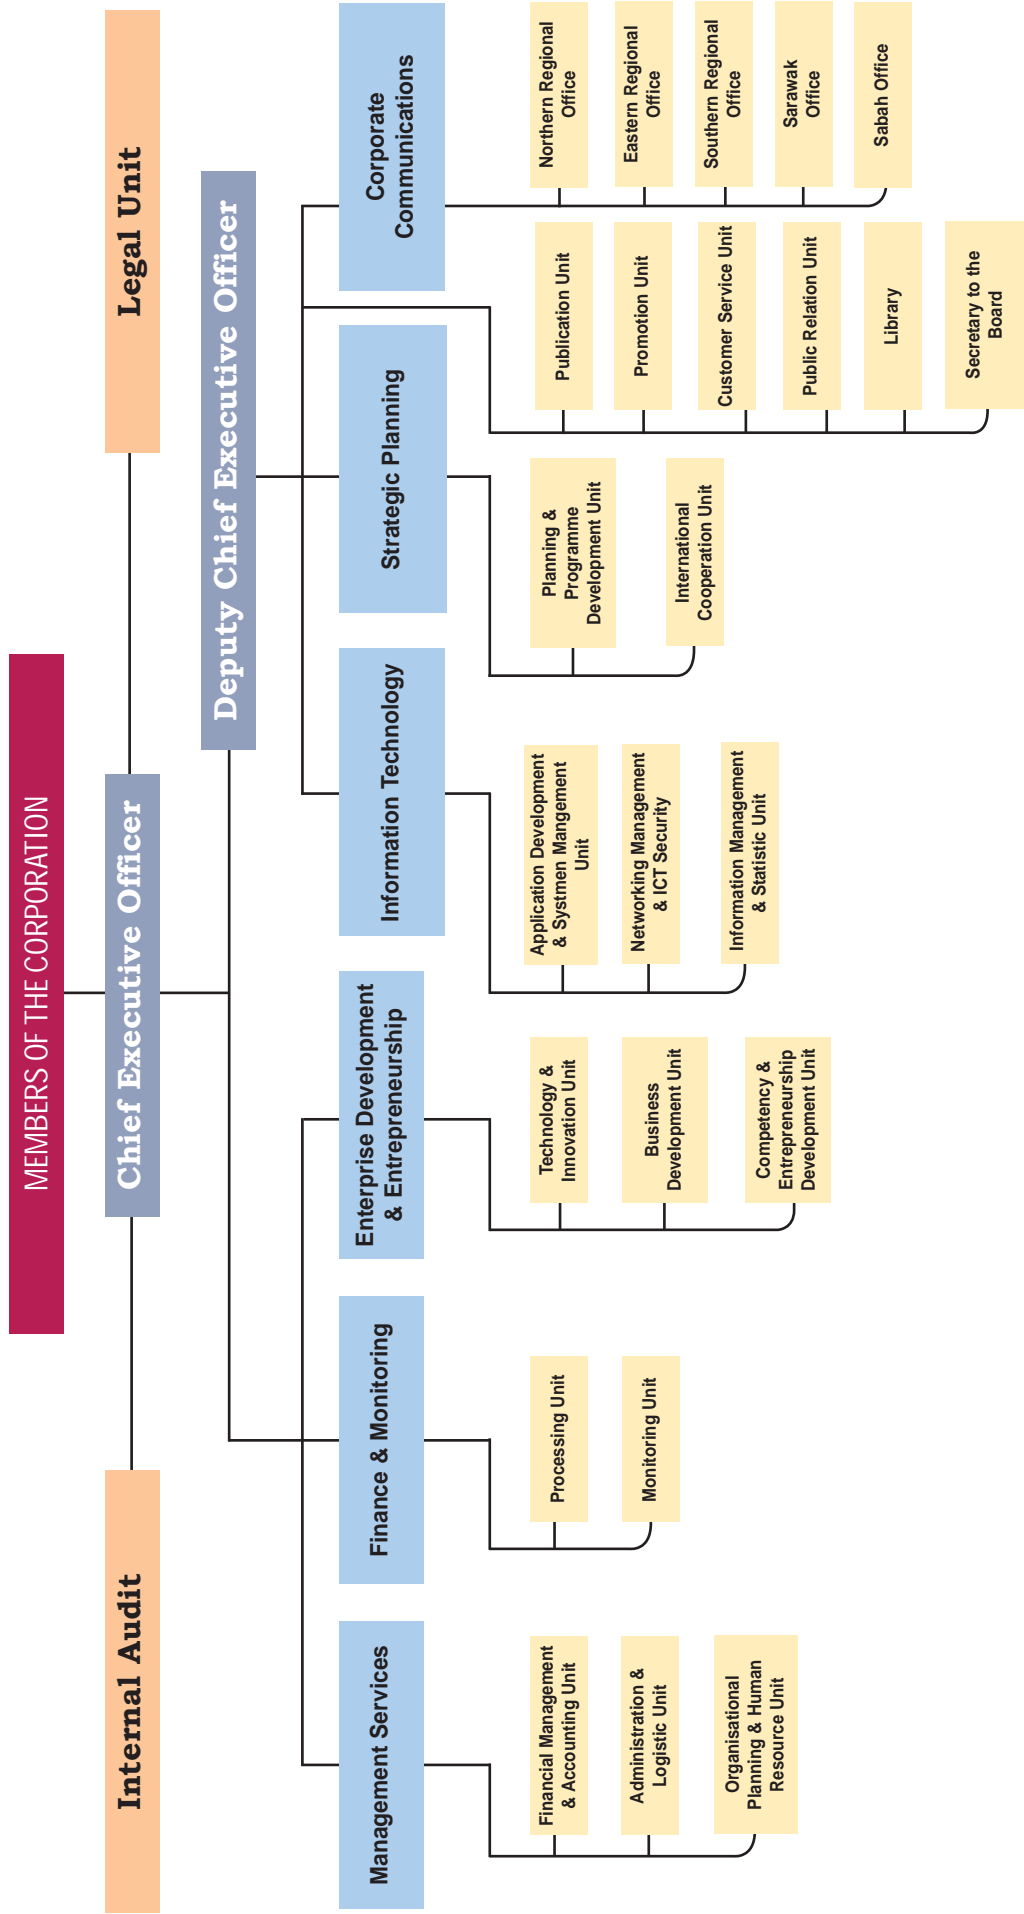 MEMBERS OF THE CORPORATION
Internal Audit
Chief Executive Officer
Legal Unit
Deputy Chief Executive Officer
Management Services
Finance & Monitoring
Enterprise Development
& Entrepreneurship
Information Technology
Strategic Planning
Corporate
Communications
Financial Management
& Accounting Unit
Administration &
Logistic Unit
Organisational
Planning & Human
Resource Unit
Processing Unit
Monitoring Unit
Technology &
Innovation Unit
Business
Development Unit
Competency &
Entrepreneurship
Development Unit
Application Development
& Systmen Mangement
Unit
Networking Management
& ICT Security
Information Management
& Statistic Unit
Planning &
Programme
Development Unit
International
Cooperation Unit
Publication Unit
Promotion Unit
Customer Service Unit
Public Relation Unit
Library
Secretary to the
Board
Northern Regional
Office
Eastern Regional
Office
Southern Regional
Office
Sarawak
Office
Sabah Office